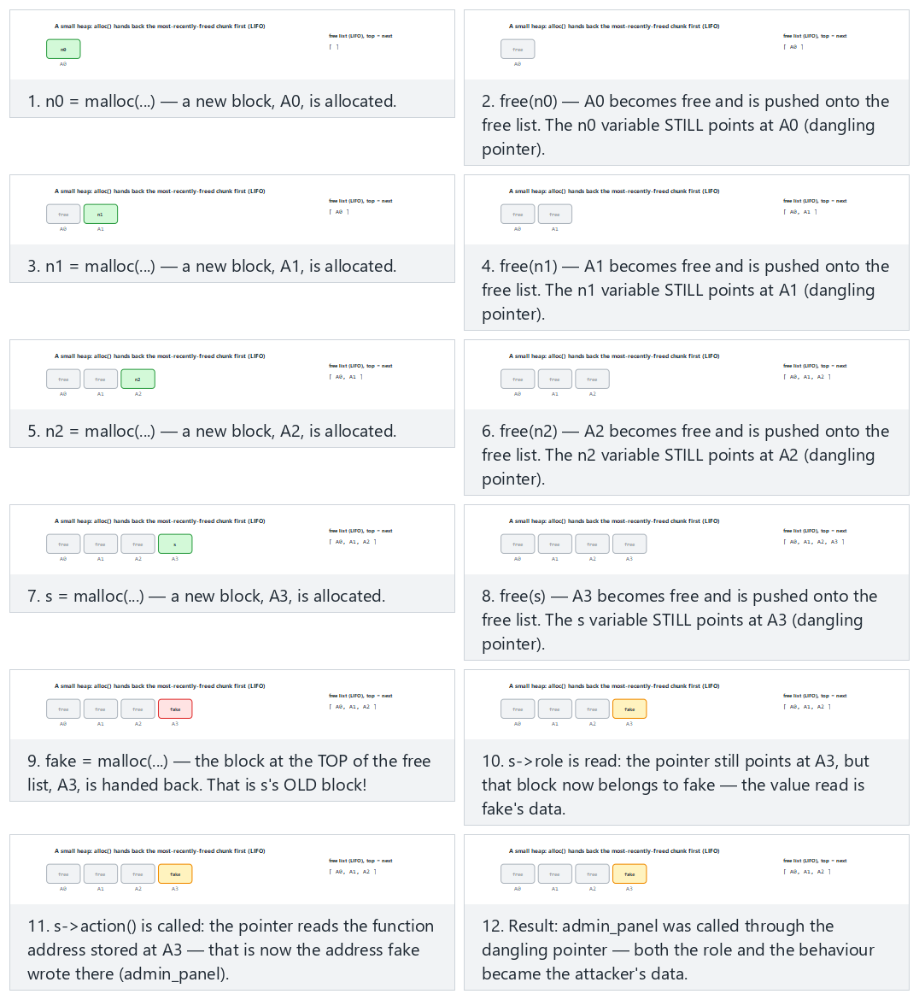 A small heap: alloc() hands back the most-recently-freed chunk first (LIFO)
free list (LIFO), top = next
n0
[ ]
A0
1. n0 = malloc(...) — a new block, A0, is allocated.
A small heap: alloc() hands back the most-recently-freed chunk first (LIFO)
free list (LIFO), top = next
free
[ A0 ]
A0
2. free(n0) — A0 becomes free and is pushed onto the
free list. The n0 variable STILL points at A0 (dangling
pointer).
A small heap: alloc() hands back the most-recently-freed chunk first (LIFO)
free list (LIFO), top = next
free n1
[ A0 ]
A0 A1
3. n1 = malloc(...) — a new block, A1, is allocated.
A small heap: alloc() hands back the most-recently-freed chunk first (LIFO)
free list (LIFO), top = next
free free
[ A0, A1 ]
A0 A1
4. free(n1) — A1 becomes free and is pushed onto the
free list. The n1 variable STILL points at A1 (dangling
pointer).
A small heap: alloc() hands back the most-recently-freed chunk first (LIFO)
free list (LIFO), top = next
free free n2
[ A0, A1 ]
A0 A1 A2
5. n2 = malloc(...) — a new block, A2, is allocated.
A small heap: alloc() hands back the most-recently-freed chunk first (LIFO)
free list (LIFO), top = next
free free free
[ A0, A1, A2 ]
A0 A1 A2
6. free(n2) — A2 becomes free and is pushed onto the
free list. The n2 variable STILL points at A2 (dangling
pointer).
A small heap: alloc() hands back the most-recently-freed chunk first (LIFO)
free list (LIFO), top = next
free free free s
[ A0, A1, A2 ]
A0 A1 A2 A3
7. s = malloc(...) — a new block, A3, is allocated.
A small heap: alloc() hands back the most-recently-freed chunk first (LIFO)
free list (LIFO), top = next
free free free free
[ A0, A1, A2, A3 ]
A0 A1 A2 A3
8. free(s) — A3 becomes free and is pushed onto the
free list. The s variable STILL points at A3 (dangling
pointer).
A small heap: alloc() hands back the most-recently-freed chunk first (LIFO)
free list (LIFO), top = next
free free free fake
[ A0, A1, A2 ]
A0 A1 A2 A3
9. fake = malloc(...) — the block at the TOP of the free
list, A3, is handed back. That is s's OLD block!
A small heap: alloc() hands back the most-recently-freed chunk first (LIFO)
free list (LIFO), top = next
free free free fake
[ A0, A1, A2 ]
A0 A1 A2 A3
10. s->role is read: the pointer still points at A3, but
that block now belongs to fake — the value read is
fake's data.
A small heap: alloc() hands back the most-recently-freed chunk first (LIFO)
free list (LIFO), top = next
free free free fake
[ A0, A1, A2 ]
A0 A1 A2 A3
11. s->action() is called: the pointer reads the function
address stored at A3 — that is now the address fake
wrote there (admin_panel).
A small heap: alloc() hands back the most-recently-freed chunk first (LIFO)
free list (LIFO), top = next
free free free fake
[ A0, A1, A2 ]
A0 A1 A2 A3
12. Result: admin_panel was called through the
dangling pointer — both the role and the behaviour
became the attacker's data.